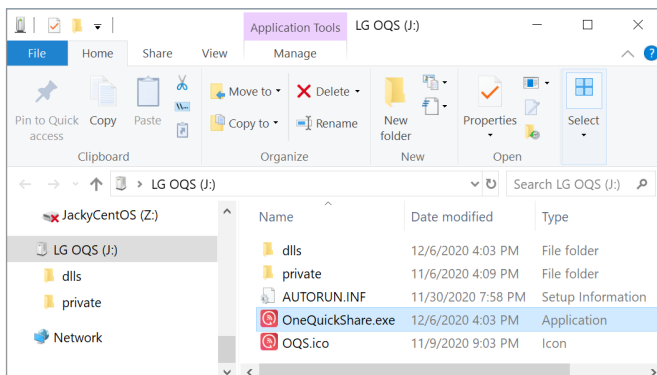 Application Tools LG OQS (J:)
File Home Share View Manage
Pin to Quick access
Copy
Paste
Move to
Copy to
Delete
Rename
New folder
Properties
Select
Clipboard Organize New Open
LG OQS (J:) Search LG OQS (J:)
JackyCentOS (Z:)
LG OQS (J:)
dlls
private
Network
Name Date modified Type
dlls 12/6/2020 4:03 PM File folder
private 11/6/2020 4:09 PM File folder
AUTORUN.INF 11/30/2020 7:58 PM Setup Information
OneQuickShare.exe 12/6/2020 4:03 PM Application
OQS.ico 11/9/2020 9:03 PM Icon